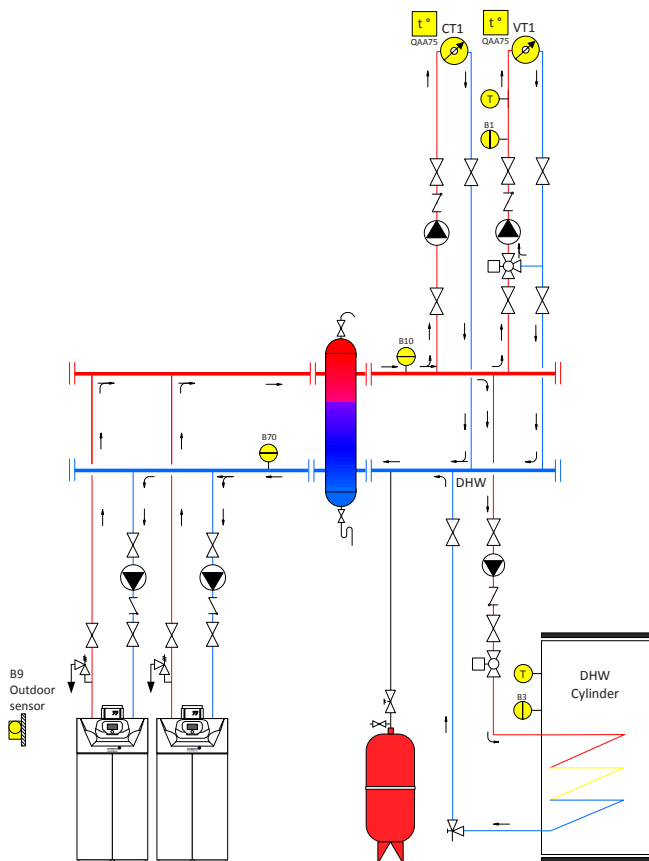 t° CT1
QAA75
t° VT1
QAA75
T
B1
B10
B70
DHW
B9
Outdoor
sensor
T
B3
DHW
Cylinder